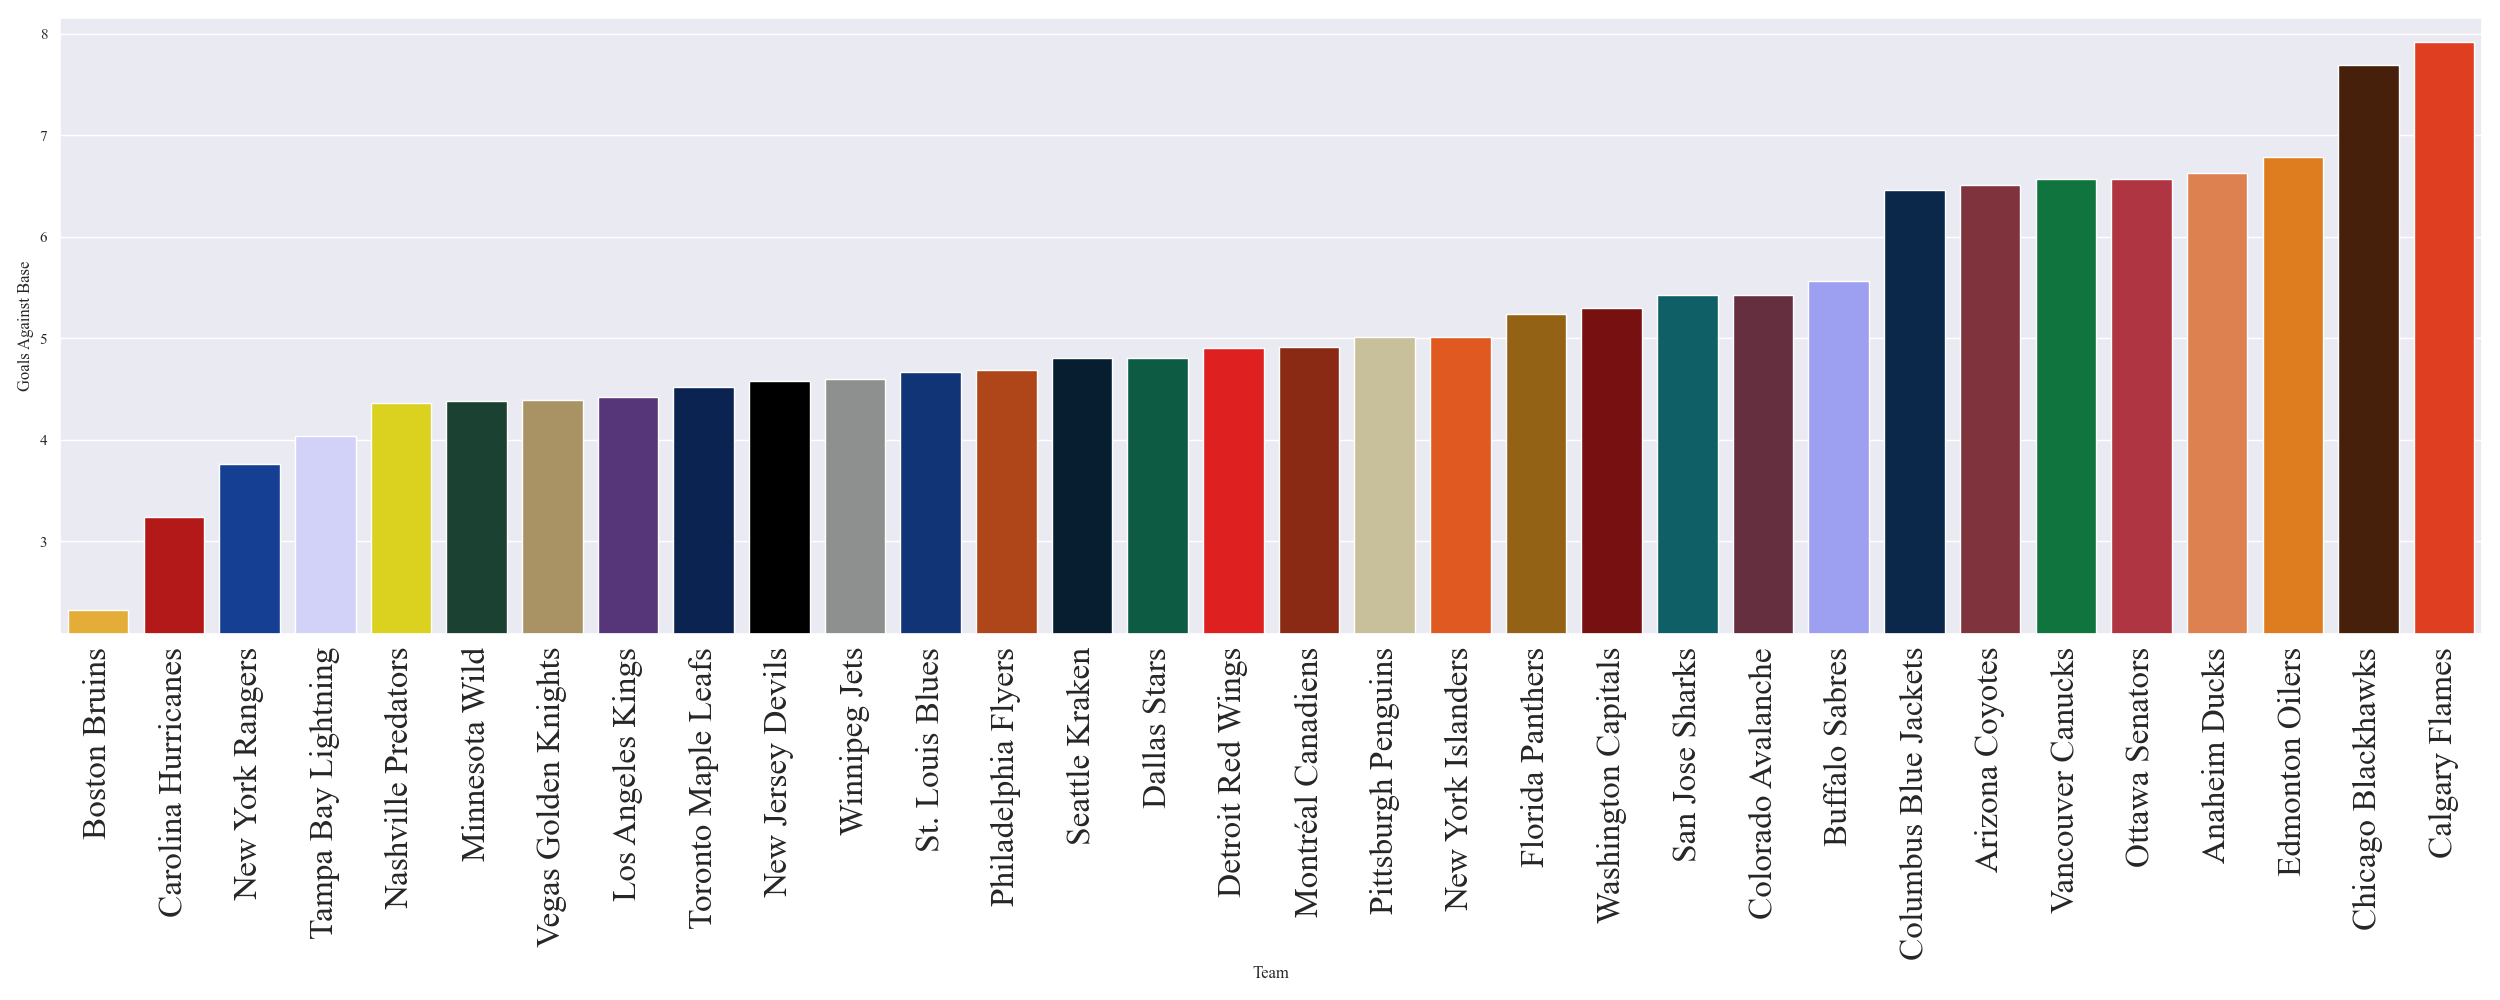 8
7
6
5
4
3
Goals Against Base
Boston Bruins
Carolina Hurricanes
New York Rangers
Tampa Bay Lightning
Nashville Predators
Minnesota Wild
Vegas Golden Knights
Los Angeles Kings
Toronto Maple Leafs
New Jersey Devils
Winnipeg Jets
St. Louis Blues
Philadelphia Flyers
Seattle Kraken
Dallas Stars
Detroit Red Wings
Montréal Canadiens
Pittsburgh Penguins
New York Islanders
Florida Panthers
Washington Capitals
San Jose Sharks
Colorado Avalanche
Buffalo Sabres
Columbus Blue Jackets
Arizona Coyotes
Vancouver Canucks
Ottawa Senators
Anaheim Ducks
Edmonton Oilers
Chicago Blackhawks
Calgary Flames
Team